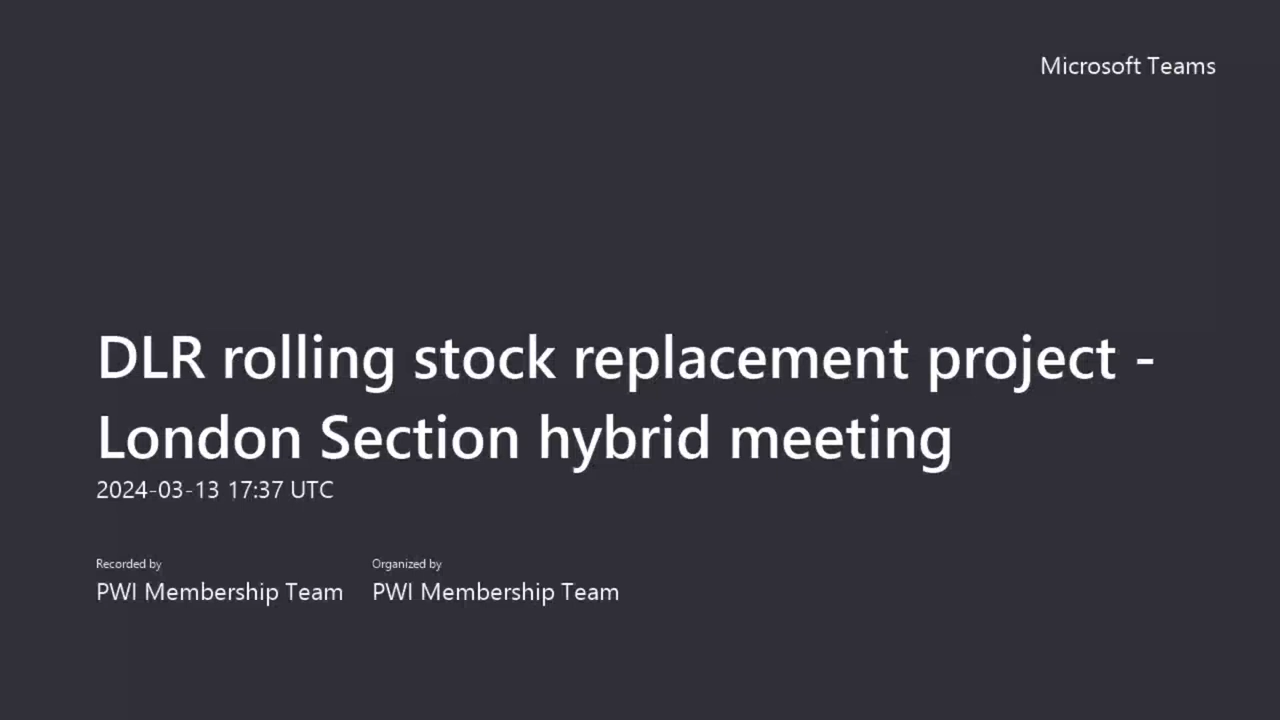 Microsoft Teams
DLR rolling stock replacement project -
London Section hybrid meeting
2024-03-13 17:37 UTC
Recorded by
PWI Membership Team
Organized by
PWI Membership Team